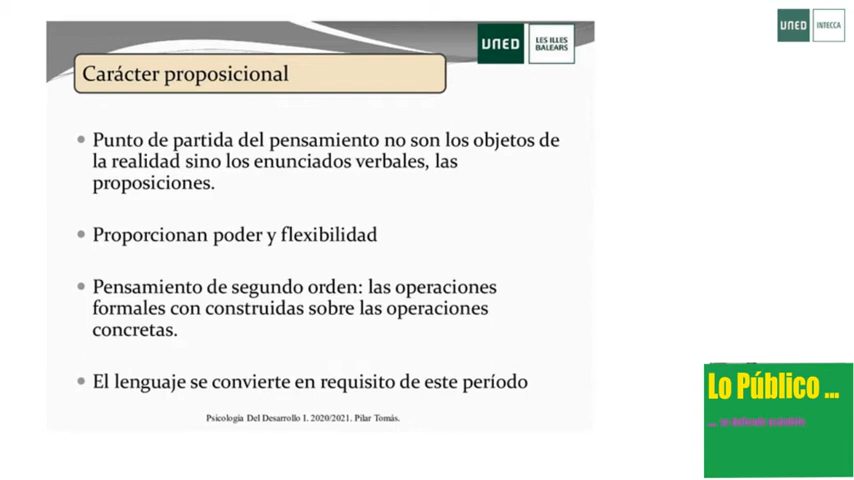 UNED
INTECCA
UNED
LES ILLES
BALEARS
Carácter proposicional
• Punto de partida del pensamiento no son los objetos de
la realidad sino los enunciados verbales, las
proposiciones.
• Proporcionan poder y flexibilidad
• Pensamiento de segundo orden: las operaciones
formales con construidas sobre las operaciones
concretas.
• El lenguaje se convierte en requisito de este período
Psicología Del Desarrollo I. 2020/2021. Pilar Tomás.
Lo Público ...